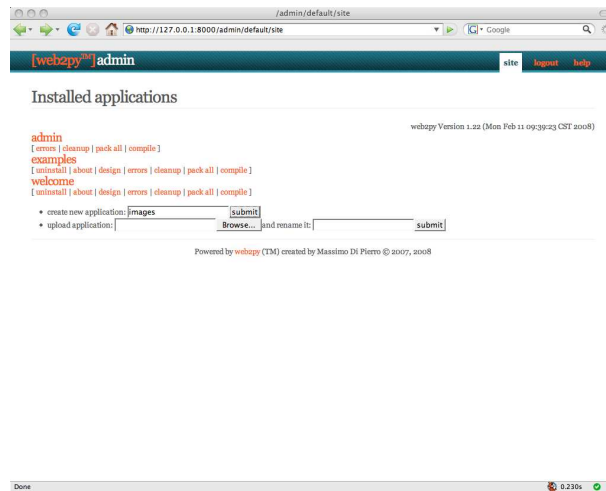 /admin/default/site
http://127.0.0.1:8000/admin/default/site
Google
[web2py™]admin
site logout help
Installed applications
web2py Version 1.22 (Mon Feb 11 09:39:23 CST 2008)
admin
[ errors | cleanup | pack all | compile ]
examples
[ uninstall | about | design | errors | cleanup | pack all | compile ]
welcome
[ uninstall | about | design | errors | cleanup | pack all | compile ]
create new application: images submit
upload application: Browse... and rename it: submit
Powered by web2py (TM) created by Massimo Di Pierro © 2007, 2008
Done 0.230s